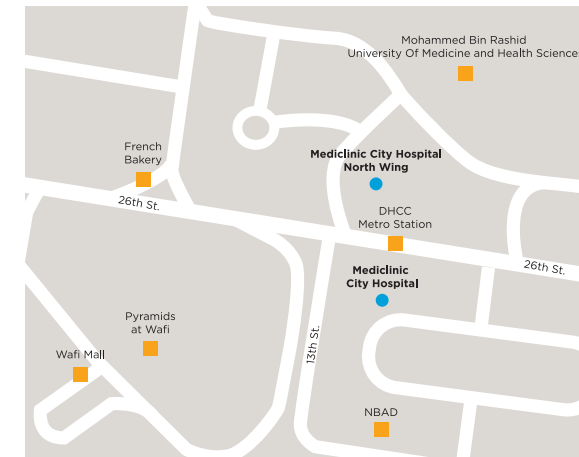 Mohammed Bin Rashid
University Of Medicine and Health Science
French
Bakery
Mediclinic City Hospital
North Wing
26th St.
DHCC
Metro Station
26th St.
Mediclinic
City Hospital
Pyramids
at Wafi
13th St.
Wafi Mall
NBAD